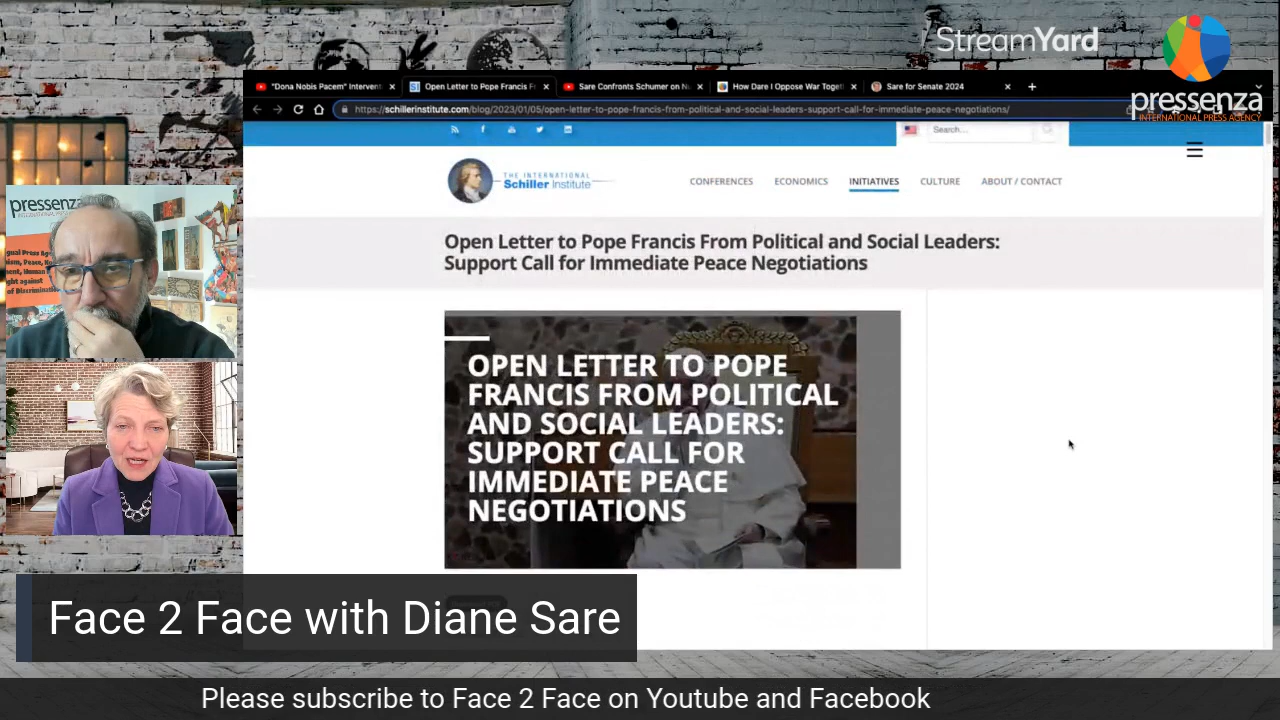 StreamYard
pressenza
INTERNATIONAL PRESS AGENCY
"Dona Nobis Pacem" Interven
Open Letter to Pope Francis F
Sare Confronts Schumer on Nu
How Dare I Oppose War Toget
Sare for Senate 2024
https://schillerinstitute.com/blog/2023/01/05/open-letter-to-pope-francis-from-political-and-social-leaders-support-call-for-immediate-peace-negotiations/
Search...
THE INTERNATIONAL
Schiller Institute
CONFERENCES
ECONOMICS
INITIATIVES
CULTURE
ABOUT / CONTACT
Open Letter to Pope Francis From Political and Social Leaders:
Support Call for Immediate Peace Negotiations
OPEN LETTER TO POPE
FRANCIS FROM POLITICAL
AND SOCIAL LEADERS:
SUPPORT CALL FOR
IMMEDIATE PEACE
NEGOTIATIONS
pressenza
Face 2 Face with Diane Sare
Please subscribe to Face 2 Face on Youtube and Facebook